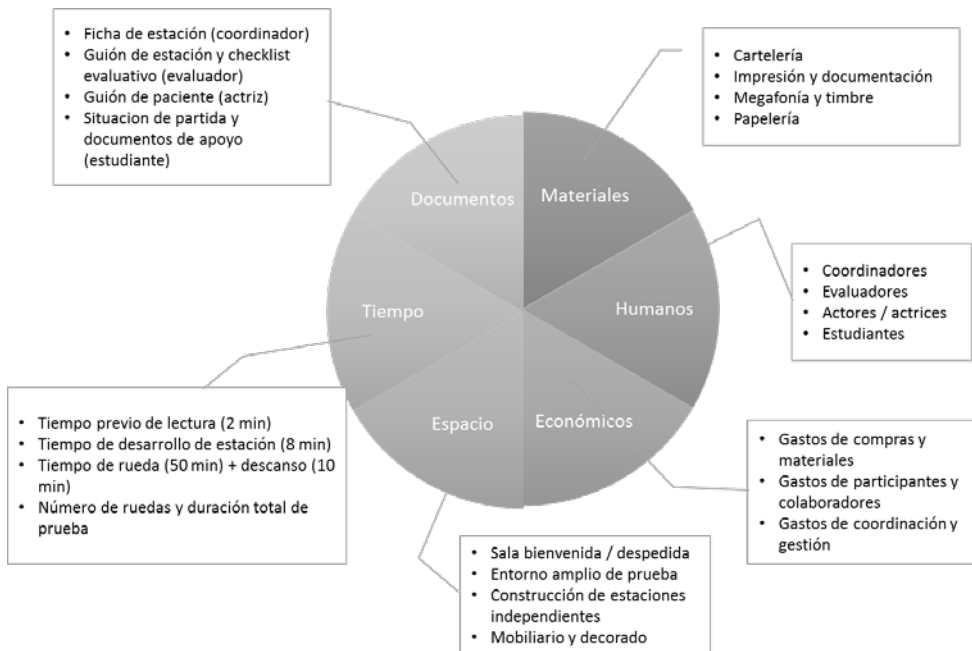 • Ficha de estación (coordinador)
• Guión de estación y checklist
evaluativo (evaluador)
• Guión de paciente (actriz)
• Situacion de partida y
documentos de apoyo
(estudiante)
• Cartelería
• Impresión y documentación
• Megafonía y timbre
• Papelería
Documentos
Materiales
Tiempo
Humanos
Espacio
Económicos
• Coordinadores
• Evaluadores
• Actores / actrices
• Estudiantes
• Tiempo previo de lectura (2 min)
• Tiempo de desarrollo de estación (8 min)
• Tiempo de rueda (50 min) + descanso (10
min)
• Número de ruedas y duración total de
prueba
• Gastos de compras y
materiales
• Gastos de participantes y
colaboradores
• Gastos de coordinación y
gestión
• Sala bienvenida / despedida
• Entorno amplio de prueba
• Construcción de estaciones
independientes
• Mobiliario y decorado